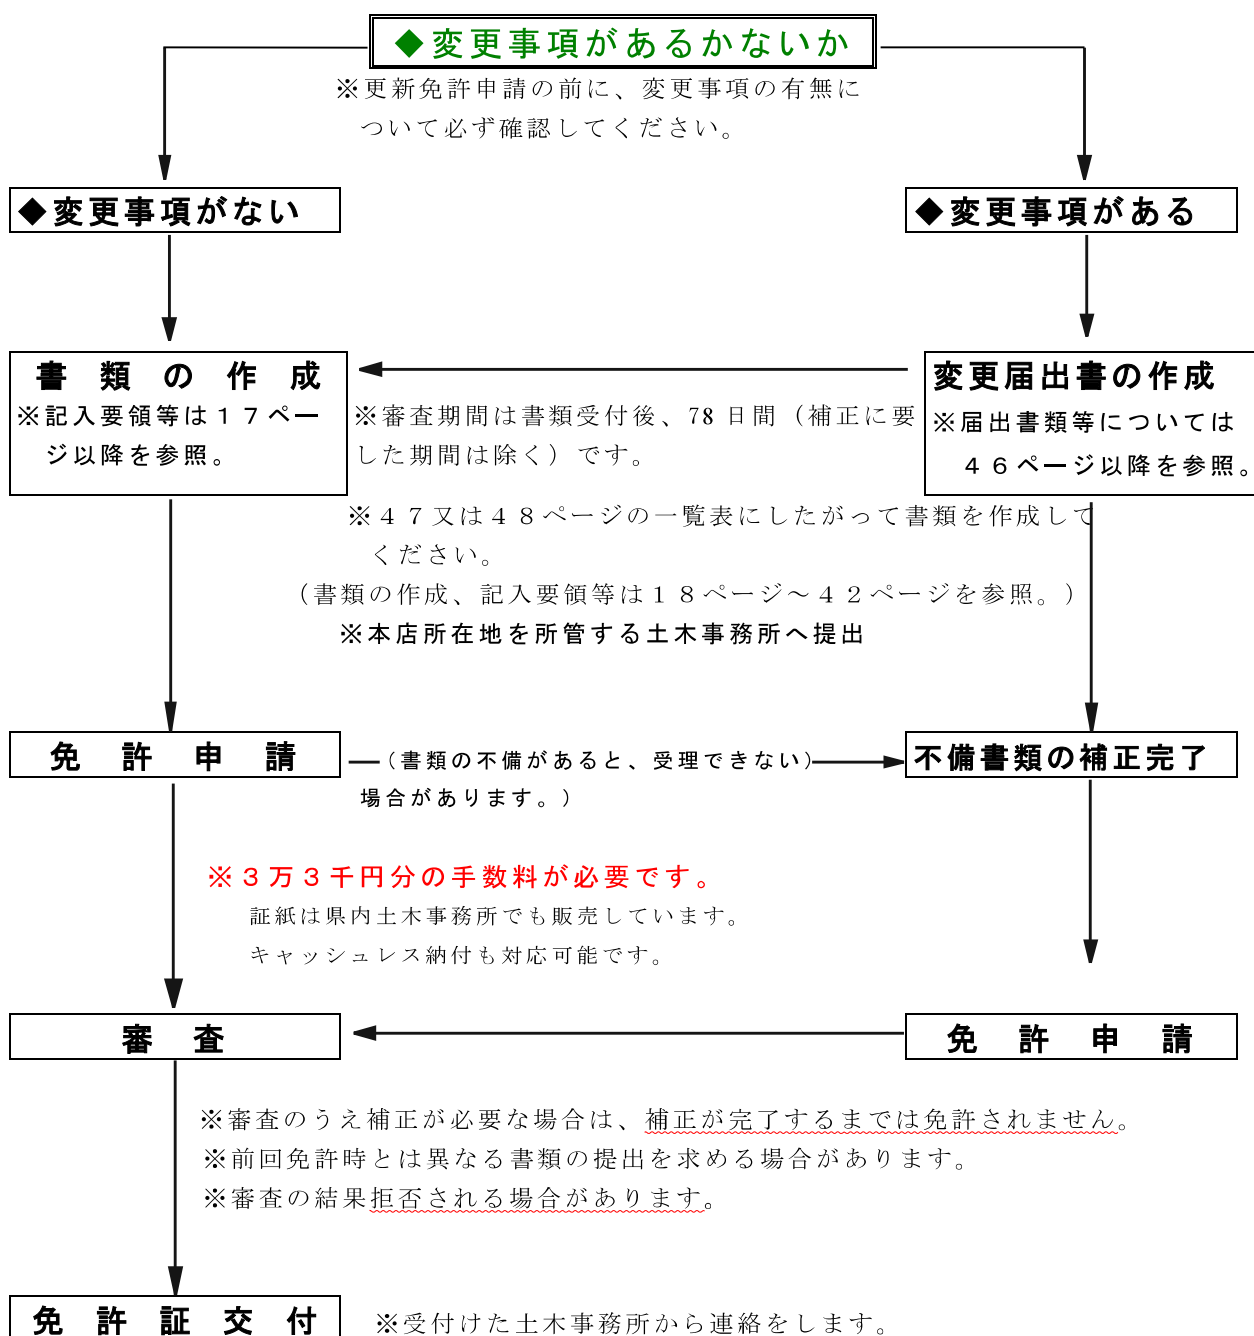 ◆変更事項があるかないか
※更新免許申請の前に、変更事項の有無に
ついて必ず確認してください。
◆変更事項がない
◆変更事項がある
書類の作成
※記入要領等は１７ペー
ジ以降を参照。
変更届出書の作成
※届出書類等については
４６ページ以降を参照。
※審査期間は書類受付後、78 日間（補正に要
した期間は除く）です。
※４７又は４８ページの一覧表にしたがって書類を作成して
ください。
（書類の作成、記入要領等は１８ページ～４２ページを参照。）
※本店所在地を所管する土木事務所へ提出
免許申請
（書類の不備があると、受理できない）
場合があります。）
不備書類の補正完了
※３万３千円分の手数料が必要です。
証紙は県内土木事務所でも販売しています。
キャッシュレス納付も対応可能です。
審査
免許申請
※審査のうえ補正が必要な場合は、補正が完了するまでは免許されません。
※前回免許時とは異なる書類の提出を求める場合があります。
※審査の結果拒否される場合があります。
免許証交付
※受付けた土木事務所から連絡をします。